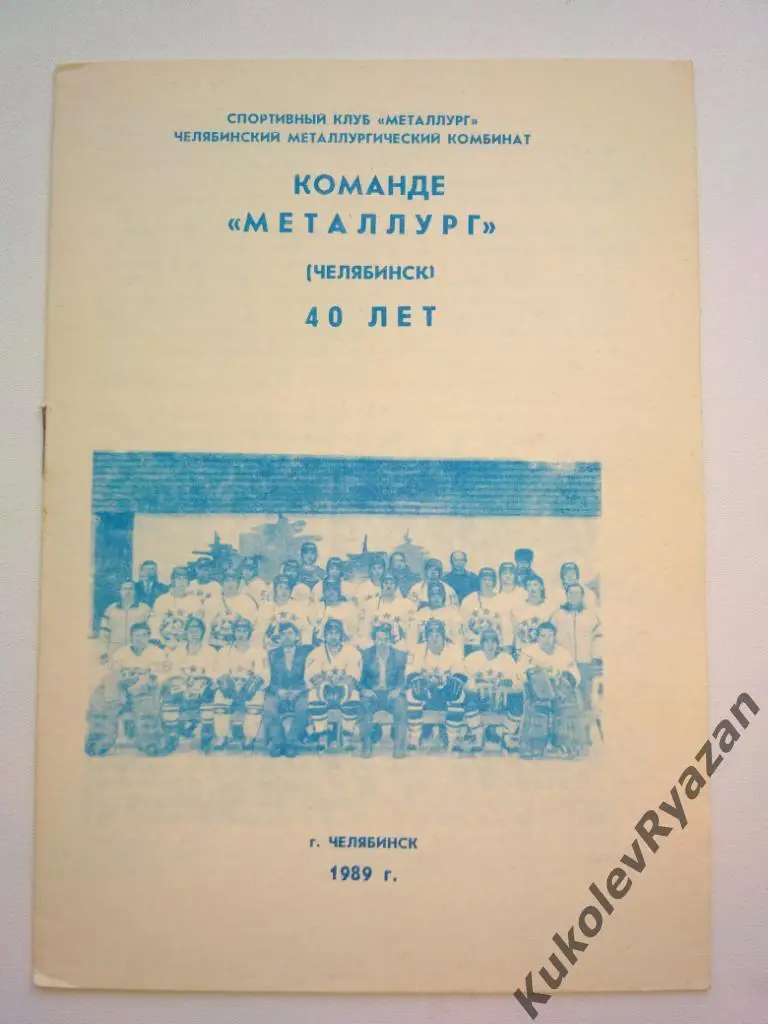 СПОРТИВНЫЙ КЛУБ «МЕТАЛЛУРГ»
ЧЕЛЯБИНСКИЙ МЕТАЛЛУРГИЧЕСКИЙ КОМБИНАТ
КОМАНДЕ
«МЕТАЛЛУРГ»
(ЧЕЛЯБИНСК)
40 ЛЕТ
г. ЧЕЛЯБИНСК
1989 г.
KukolevRyazan